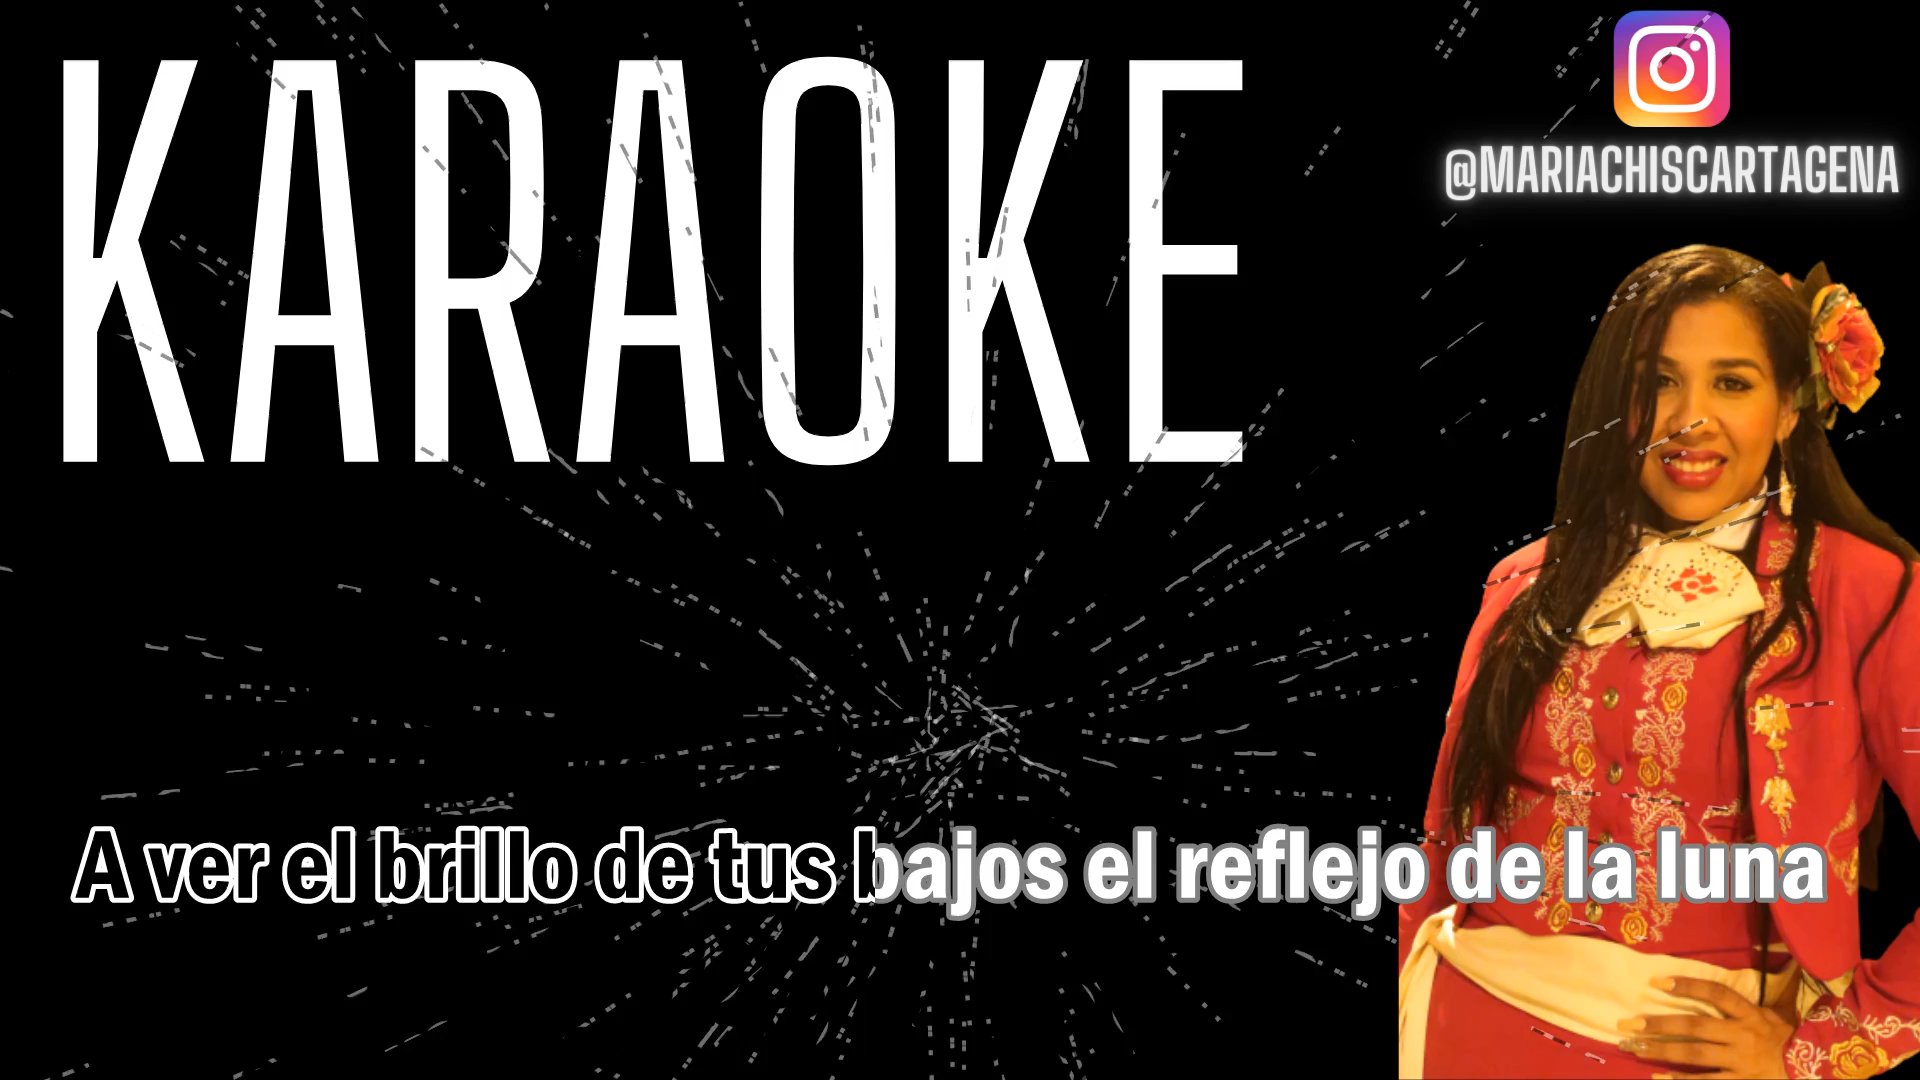 KARAOKE
@MARIACHISCARTAGENA
A ver el brillo de tus bajos el reflejo de la luna